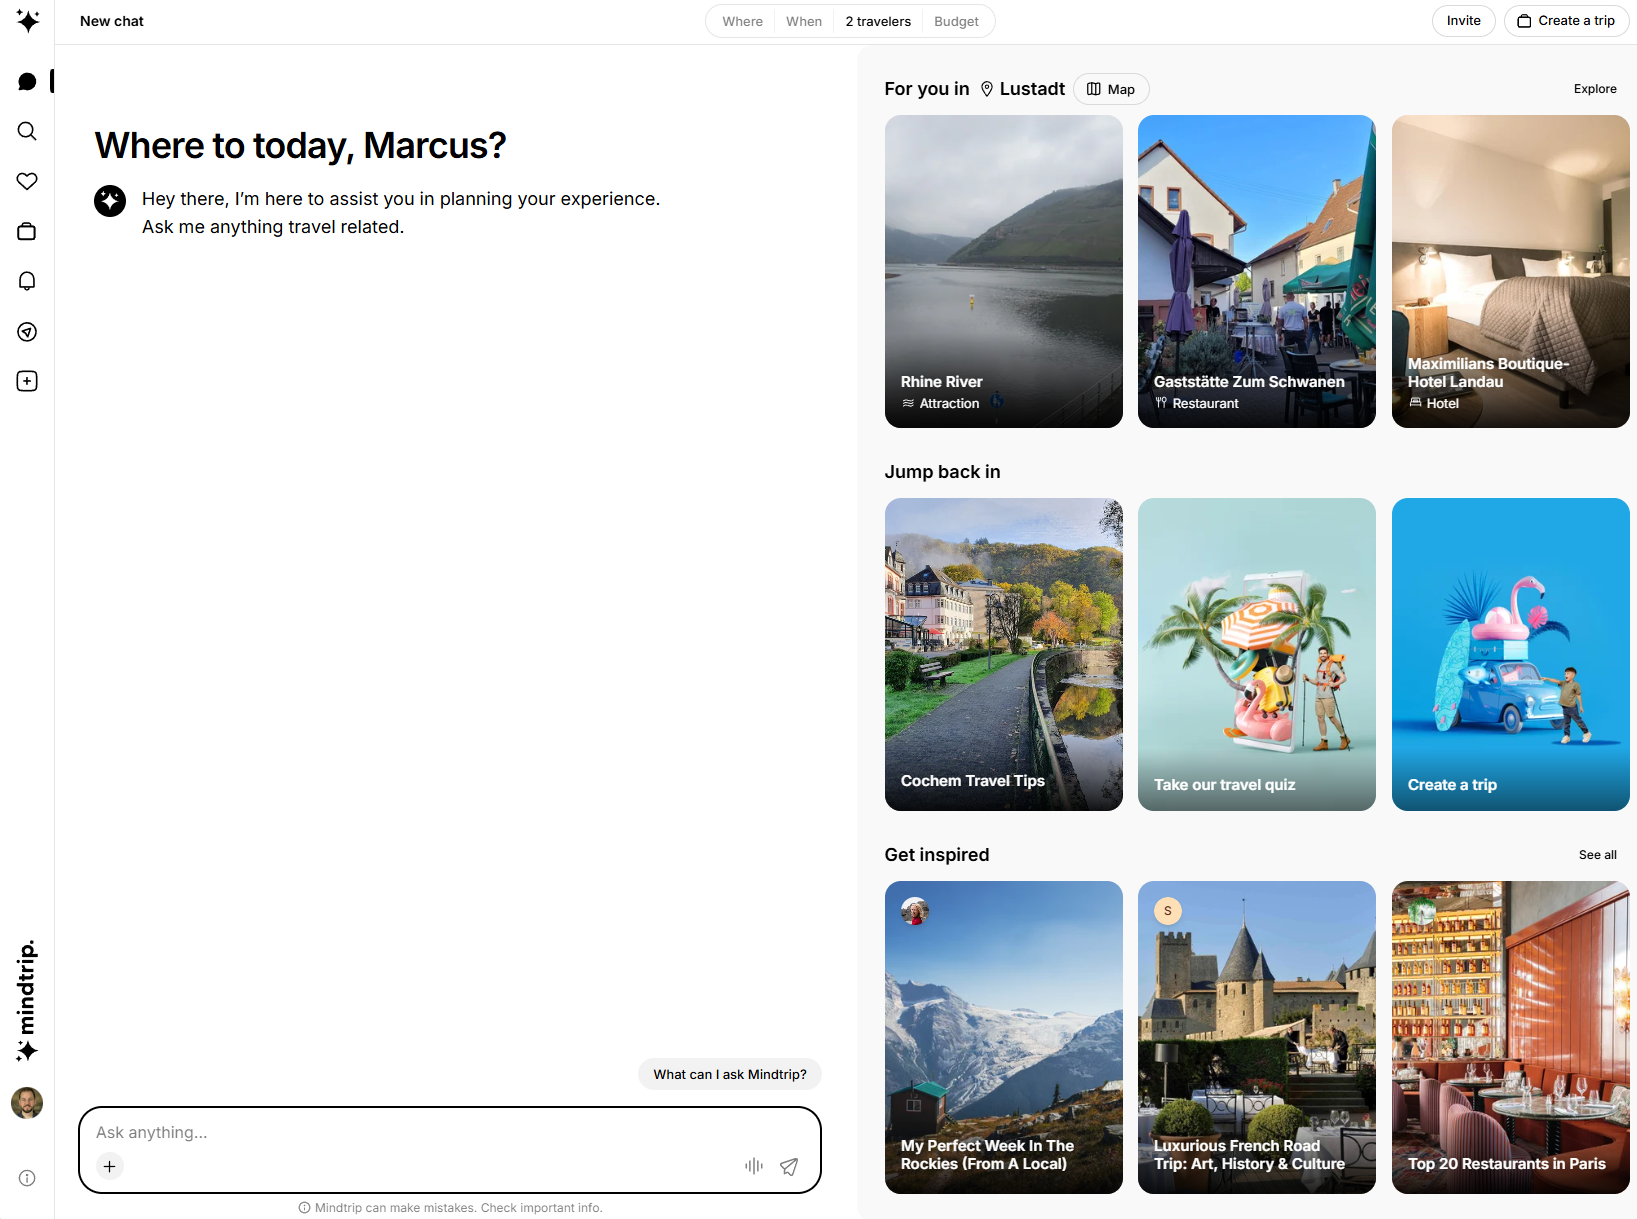 New chat
Where
When
2 travelers
Budget
Invite
Create a trip
Where to today, Marcus?
Hey there, I’m here to assist you in planning your experience.
Ask me anything travel related.
For you in
Lustadt
Map
Explore
Rhine River
Attraction
Gaststätte Zum Schwanen
Restaurant
Maximilians Boutique-
Hotel Landau
Hotel
Jump back in
Cochem Travel Tips
Take our travel quiz
Create a trip
Get inspired
See all
My Perfect Week In The
Rockies (From A Local)
S
Luxurious French Road
Trip: Art, History & Culture
Top 20 Restaurants in Paris
mindtrip.
What can I ask Mindtrip?
Ask anything...
Mindtrip can make mistakes. Check important info.